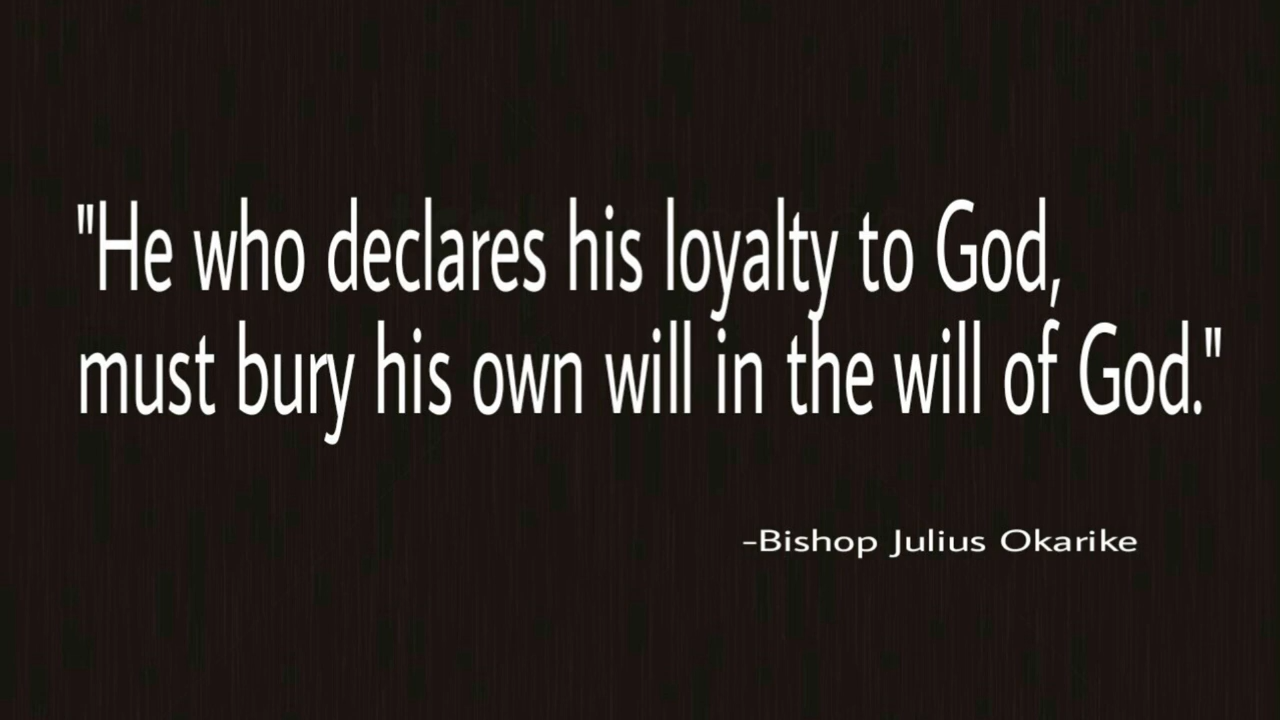 "He who declares his loyalty to God,
must bury his own will in the will of God."
-Bishop Julius Okarike